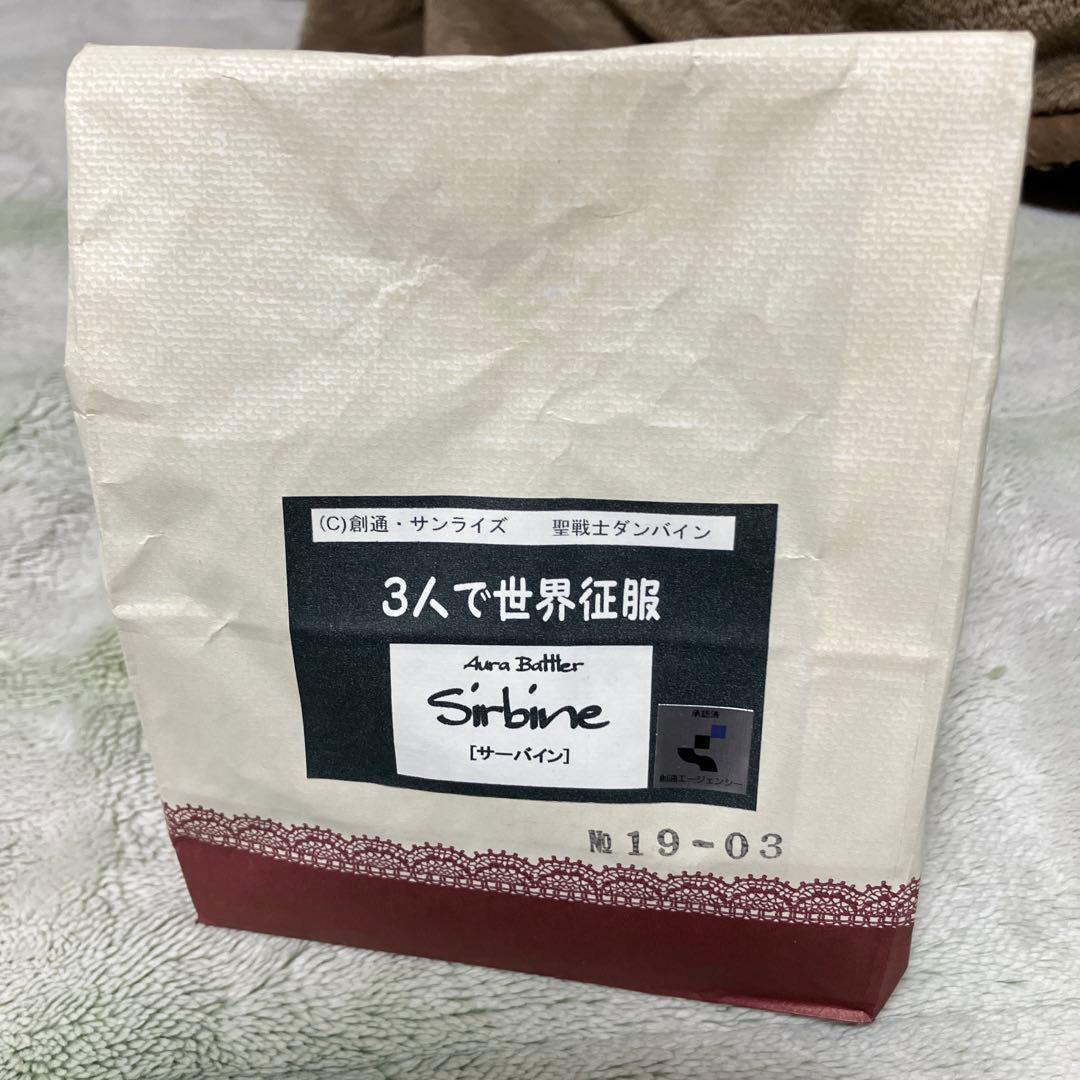 (C)創通・サンライズ 聖戦士ダンバイン
3人で世界征服
Aura Battler
Sirbine
[サーバイン]
承認済
創通エージェンシー
№19-03